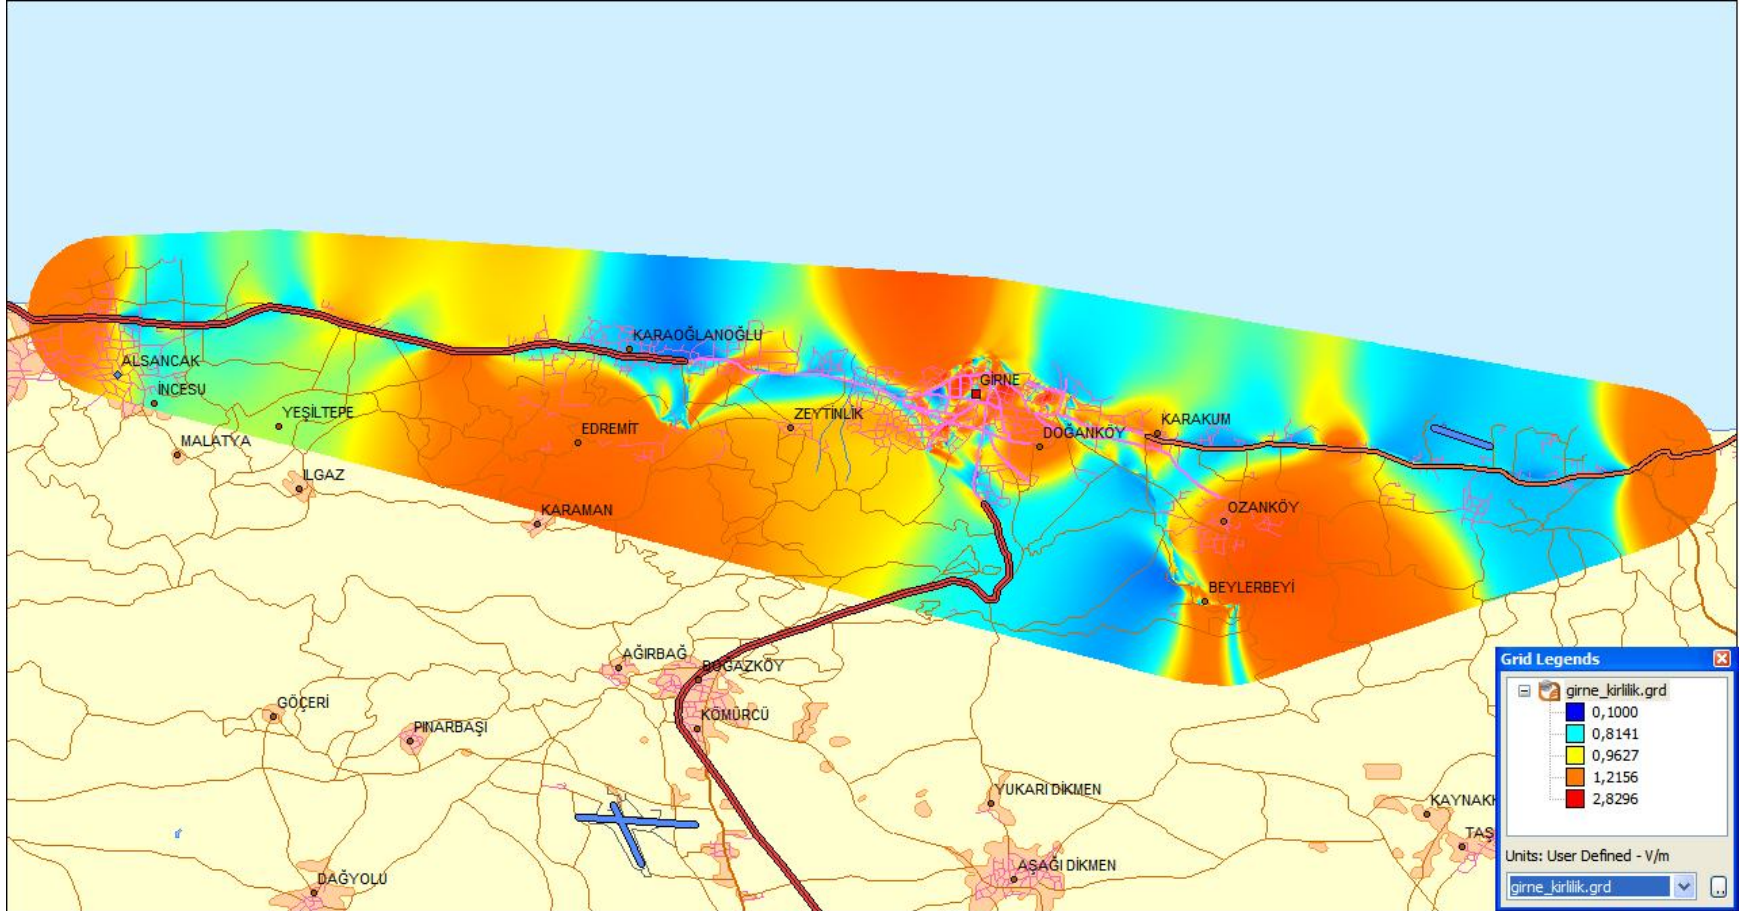 KARAOĞLANOĞLU
ALSANCAK
GİRNE
İNCESU
YEŞİLTEPE
ZEYTİNLİK
KARAKUM
EDREMİT
DOĞANKÖY
MALATYA
ILGAZ
KARAMAN
OZANKÖY
BEYLERBEYİ
AĞIRBAĞ
BOĞAZKÖY
GÖÇERİ
KÖMÜRCÜ
PINARBAŞI
YUKARI DİKMEN
KAYNAKK
TAŞ
AŞAĞI DİKMEN
DAĞYOLU
Grid Legends
girne_kirlilik.grd
0,1000
0,8141
0,9627
1,2156
2,8296
Units: User Defined - V/m
girne_kirlilik.grd
..